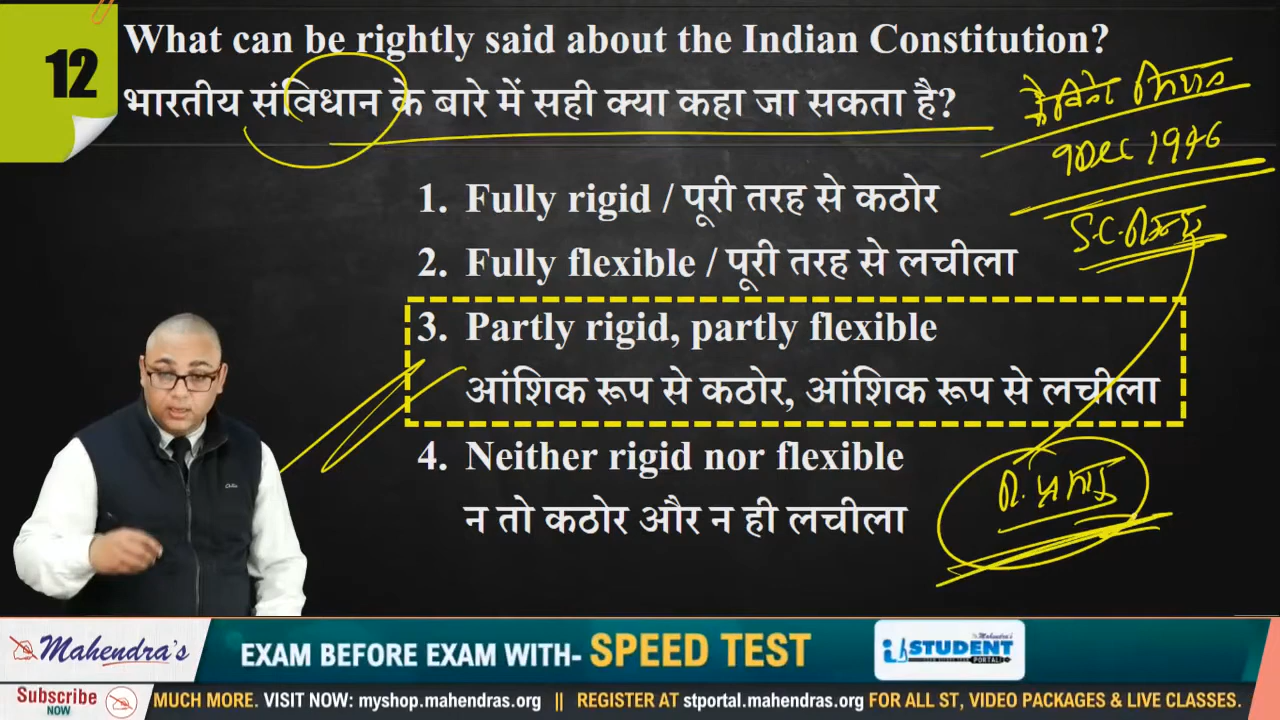 12
What can be rightly said about the Indian Constitution?
भारतीय संविधान के बारे में सही क्या कहा जा सकता है?
9 Dec 1946
1. Fully rigid / पूरी तरह से कठोर
2. Fully flexible / पूरी तरह से लचीला
3. Partly rigid, partly flexible
आंशिक रूप से कठोर, आंशिक रूप से लचीला
4. Neither rigid nor flexible
न तो कठोर और न ही लचीला
Mahendra's
EXAM BEFORE EXAM WITH- SPEED TEST
Mahendra's
STUDENT
PORTAL
Subscribe
NOW
MUCH MORE. VISIT NOW: myshop.mahendras.org || REGISTER AT stportal.mahendras.org FOR ALL ST, VIDEO PACKAGES & LIVE CLASSES.